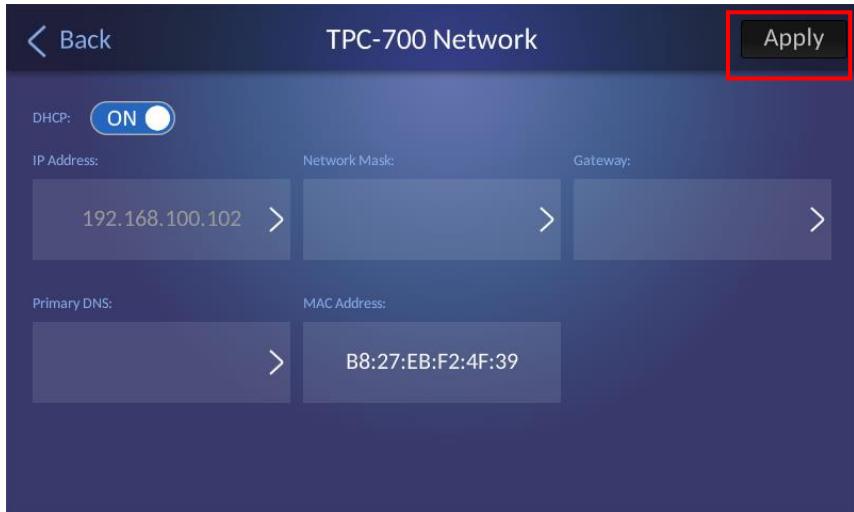 Back
TPC-700 Network
Apply
DHCP:
ON
IP Address:
Network Mask:
Gateway:
192.168.100.102
Primary DNS:
MAC Address:
B8:27:EB:F2:4F:39